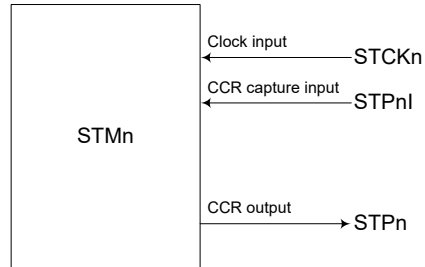 Clock input
STCKn
CCR capture input
STPnI
STMn
CCR output
STPn